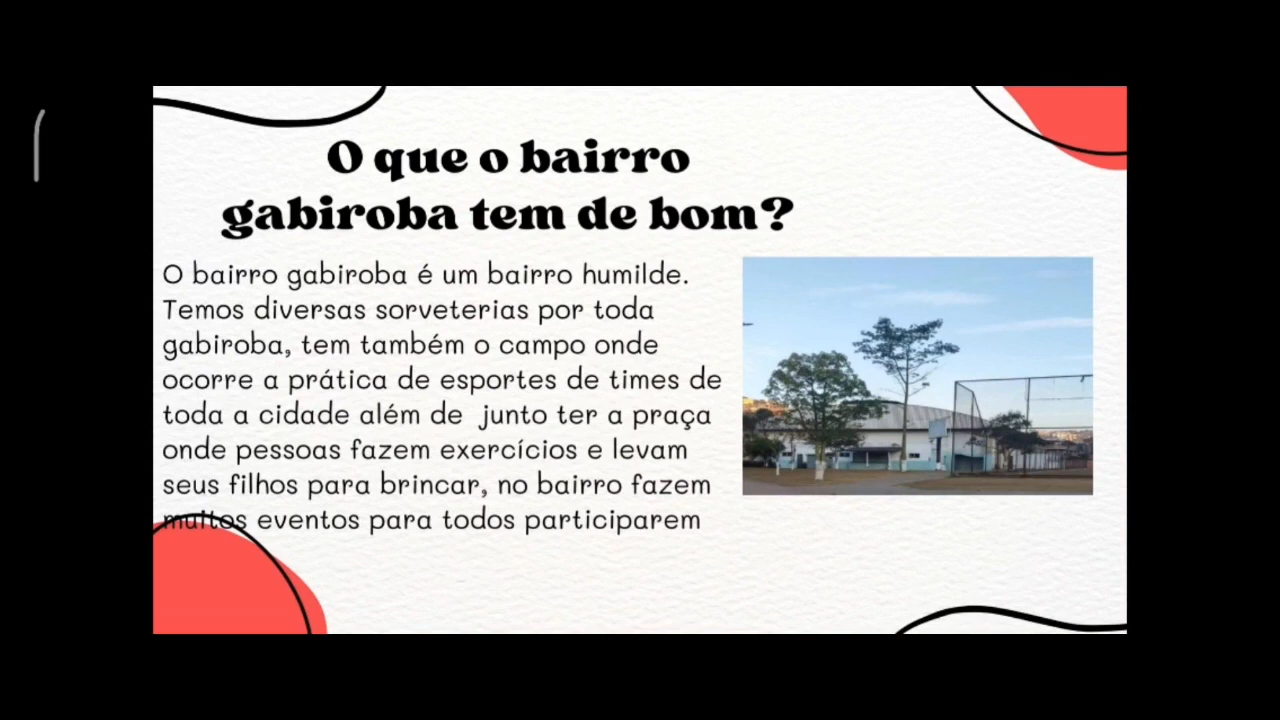 O que o bairro
gabiroba tem de bom?
O bairro gabiroba é um bairro humilde.
Temos diversas sorveterias por toda
gabiroba, tem também o campo onde
ocorre a prática de esportes de times de
toda a cidade além de  junto ter a praça
onde pessoas fazem exercícios e levam
seus filhos para brincar, no bairro fazem
muitos eventos para todos participarem